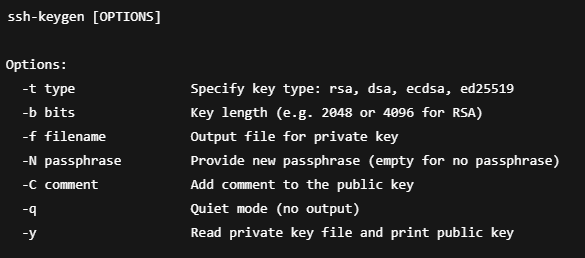 ssh-keygen [OPTIONS]
Options:
-t type Specify key type: rsa, dsa, ecdsa, ed25519
-b bits Key length (e.g. 2048 or 4096 for RSA)
-f filename Output file for private key
-N passphrase Provide new passphrase (empty for no passphrase)
-C comment Add comment to the public key
-q Quiet mode (no output)
-y Read private key file and print public key